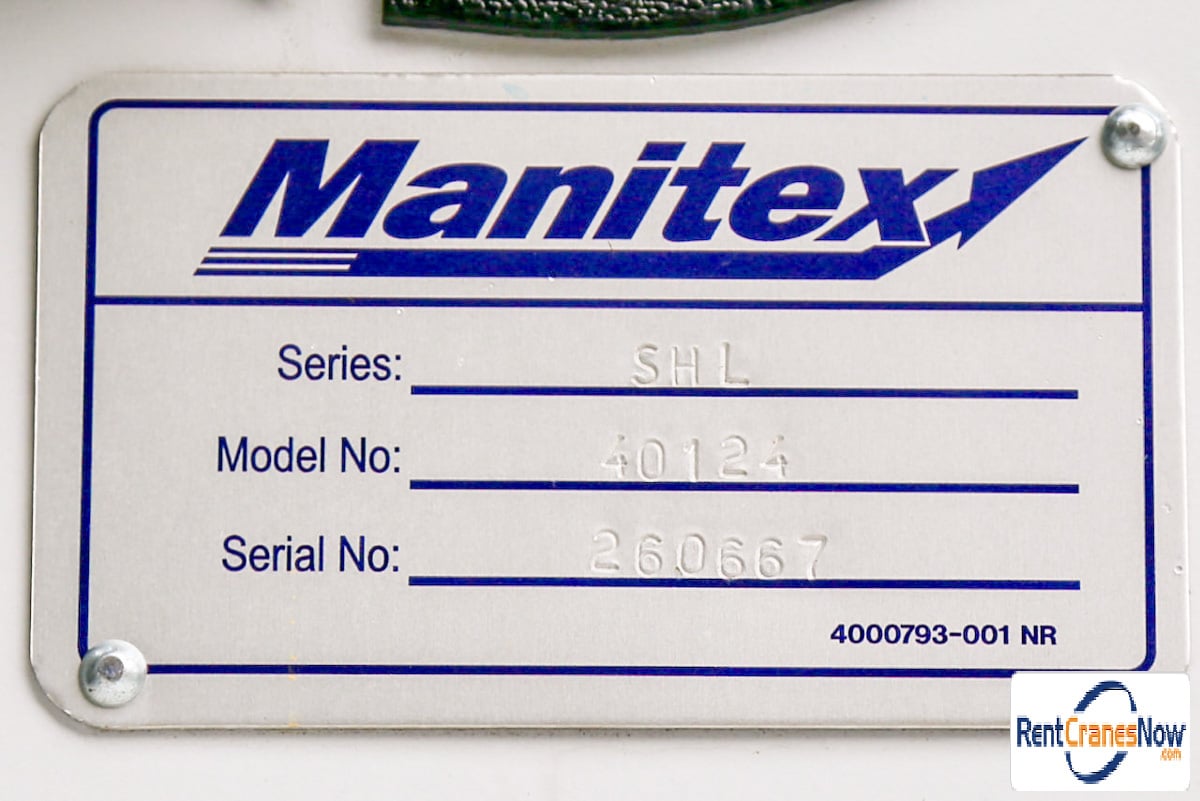 Manitex
Series: SHL
Model No: 40124
Serial No: 260667
4000793-001 NR
RentCranesNow
.com